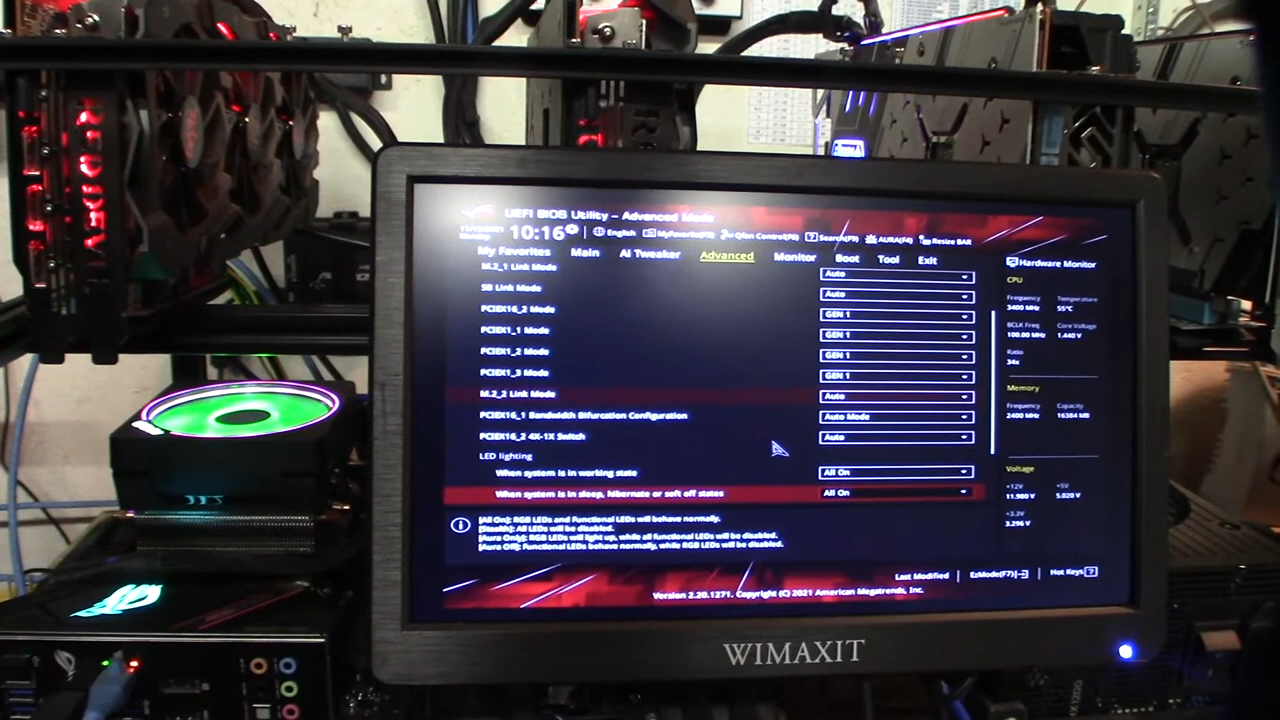 RED DEVIL
UEFI BIOS Utility – Advanced Mode
10:16
English
MyFavorite(F3)
Qfan Control(F6)
Search(F9)
AURA(F4)
Resize BAR
My Favorites
Main
Ai Tweaker
Advanced
Monitor
Boot
Tool
Exit
M.2_1 Link Mode Auto
SB Link Mode Auto
PCIEX16_2 Mode GEN 1
PCIEX1_1 Mode GEN 1
PCIEX1_2 Mode GEN 1
PCIEX1_3 Mode GEN 1
M.2_2 Link Mode Auto
PCIEX16_1 Bandwidth Bifurcation Configuration Auto Mode
PCIEX16_2 4X-1X Switch Auto
LED lighting
When system is in working state All On
When system is in sleep, hibernate or soft off states All On
[All On]: RGB LEDs and Functional LEDs will behave normally.
[Stealth]: All LEDs will be disabled.
[Aura Only]: RGB LEDs will light up, while all functional LEDs will be disabled.
[Aura Off]: Functional LEDs behave normally, while RGB LEDs will be disabled.
Hardware Monitor
CPU
Frequency Temperature
3400 MHz 55°C
BCLK Freq Core Voltage
100.00 MHz 1.440 V
Ratio
34x
Memory
Frequency Capacity
2400 MHz 16384 MB
Voltage
+12V +5V
11.980 V 5.020 V
+3.3V
3.296 V
Last Modified
EzMode(F7)
Hot Keys ?
Version 2.20.1271. Copyright (C) 2021 American Megatrends, Inc.
WIMAXIT